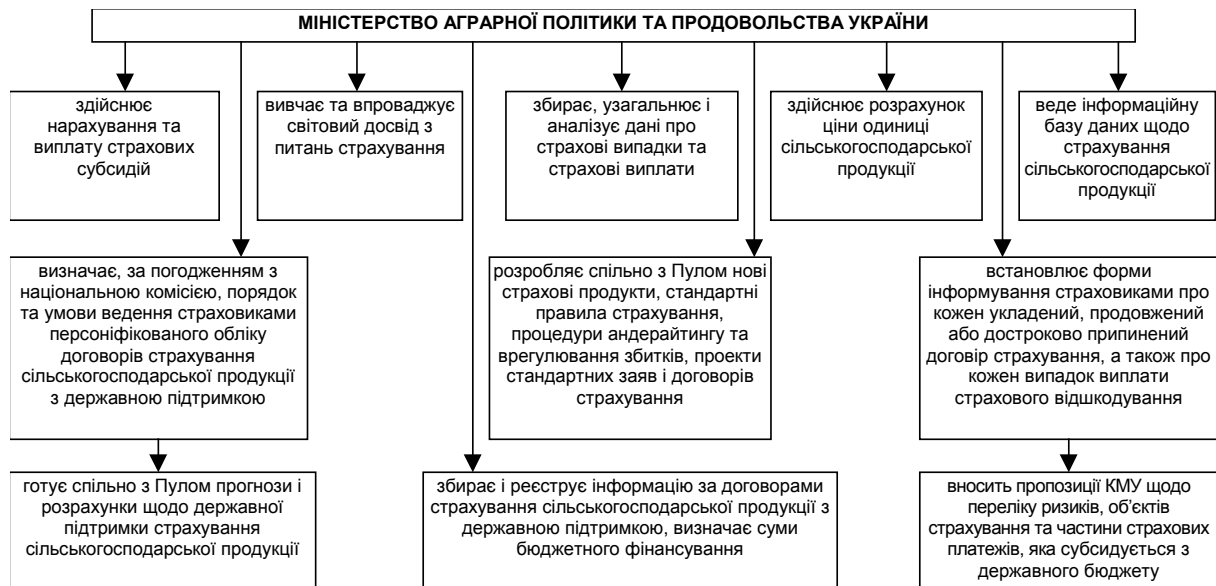 МІНІСТЕРСТВО АГРАРНОЇ ПОЛІТИКИ ТА ПРОДОВОЛЬСТВА УКРАЇНИ
здійснює
нарахування та
виплату страхових
субсидій
вивчає та впроваджує
світовий досвід з
питань страхування
збирає, узагальнює і
аналізує дані про
страхові випадки та
страхові виплати
здійснює розрахунок
ціни одиниці
сільськогосподарської
продукції
веде інформаційну
базу даних щодо
страхування
сільськогосподарської
продукції
визначає, за погодженням з
національною комісією, порядок
та умови ведення страховиками
персоніфікованого обліку
договорів страхування
сільськогосподарської продукції
з державною підтримкою
розробляє спільно з Пулом нові
страхові продукти, стандартні
правила страхування,
процедури андерайтингу та
врегулювання збитків, проекти
стандартних заяв і договорів
страхування
встановлює форми
інформування страховиками про
кожен укладений, продовжений
або достроково припинений
договір страхування, а також про
кожен випадок виплати
страхового відшкодування
готує спільно з Пулом прогнози і
розрахунки щодо державної
підтримки страхування
сільськогосподарської продукції
збирає і реєструє інформацію за договорами
страхування сільськогосподарської продукції з
державною підтримкою, визначає суми
бюджетного фінансування
вносить пропозиції КМУ щодо
переліку ризиків, об’єктів
страхування та частини страхових
платежів, яка субсидується з
державного бюджету